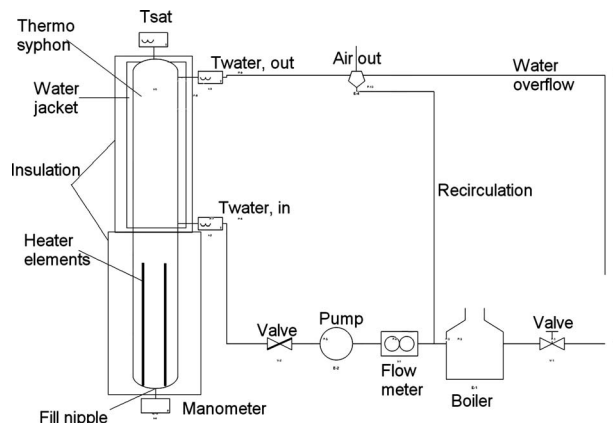 Tsat
Thermo
syphon
Twater, out
Air out
Water
overflow
Water
jacket
Insulation
Recirculation
Twater, in
Heater
elements
Valve
Pump
Valve
Flow
meter
Boiler
Fill nipple
Manometer